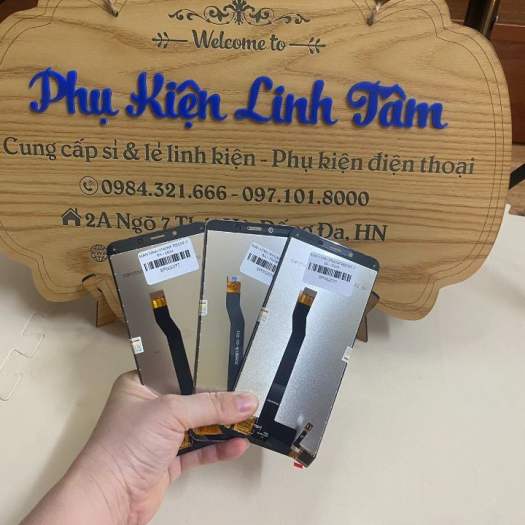 Welcome to
Phụ Kiện Linh Tâm
Cung cấp sỉ & lẻ linh kiện - Phụ kiện điện thoại
0984.321.666 - 097.101.8000
2A Ngõ 7 Đa, HN